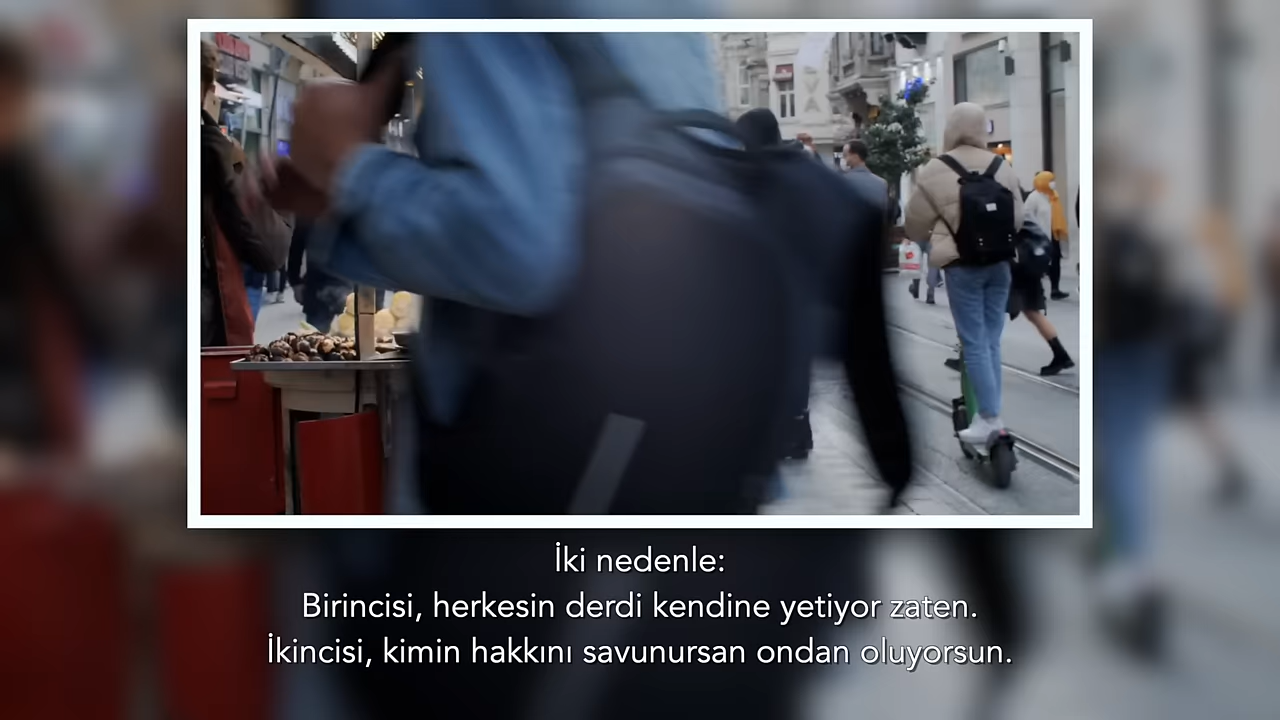 İki nedenle:
Birincisi, herkesin derdi kendine yetiyor zaten.
İkincisi, kimin hakkını savunursan ondan oluyorsun.